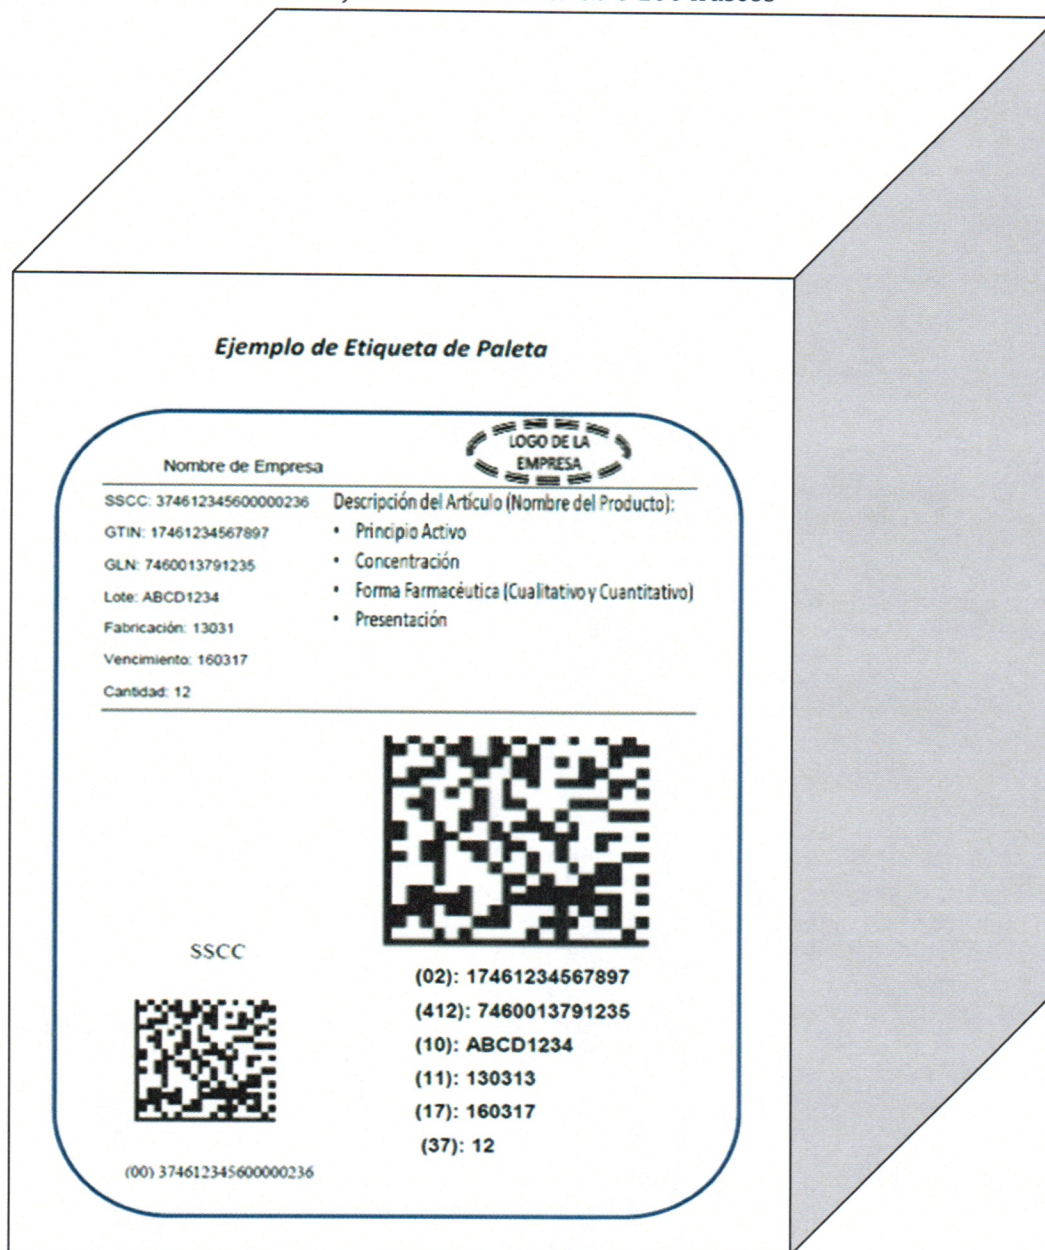 Ejemplo de Etiqueta de Paleta
LOGO DE LA
EMPRESA
Nombre de Empresa
SSCC: 374612345600000236
GTIN: 17461234567897
GLN: 7460013791235
Lote: ABCD1234
Fabricación: 13031
Vencimiento: 160317
Cantidad: 12
Descripción del Artículo (Nombre del Producto):
• Principio Activo
• Concentración
• Forma Farmacéutica (Cualitativo y Cuantitativo)
• Presentación
SSCC
(00) 374612345600000236
(02): 17461234567897
(412): 7460013791235
(10): ABCD1234
(11): 130313
(17): 160317
(37): 12